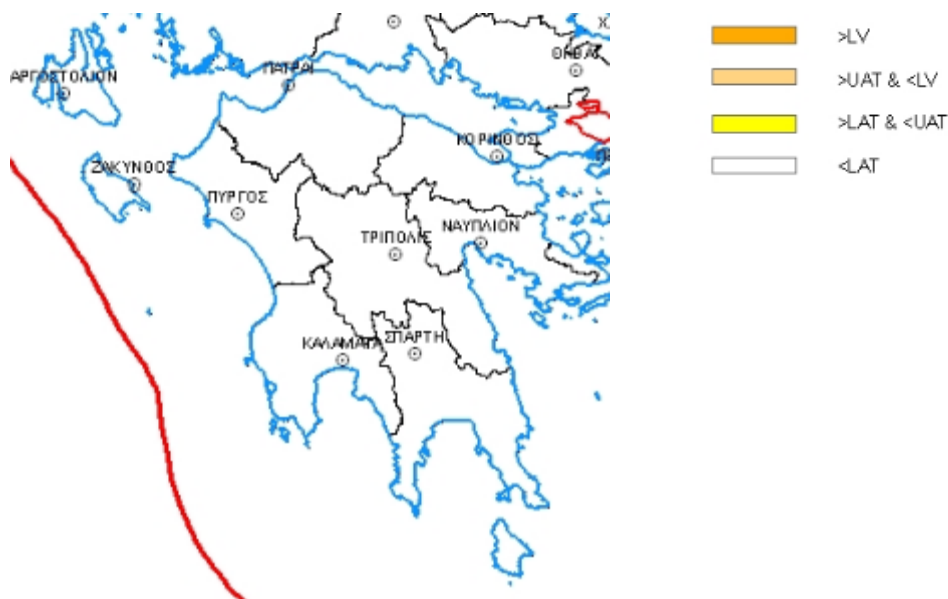 ΘΗΒΑΙ
ΑΡΓΟΣΤΟΛΙΟΝ
ΠΑΤΡΑΙ
ΚΟΡΙΝΘΟΣ
ΖΑΚΥΝΘΟΣ
ΠΥΡΓΟΣ
ΤΡΙΠΟΛΙΣ
ΝΑΥΠΛΙΟΝ
ΚΑΛΑΜΑΤΑ
ΣΠΑΡΤΗ
>LV
>UAT & <LV
>LAT & <UAT
<LAT